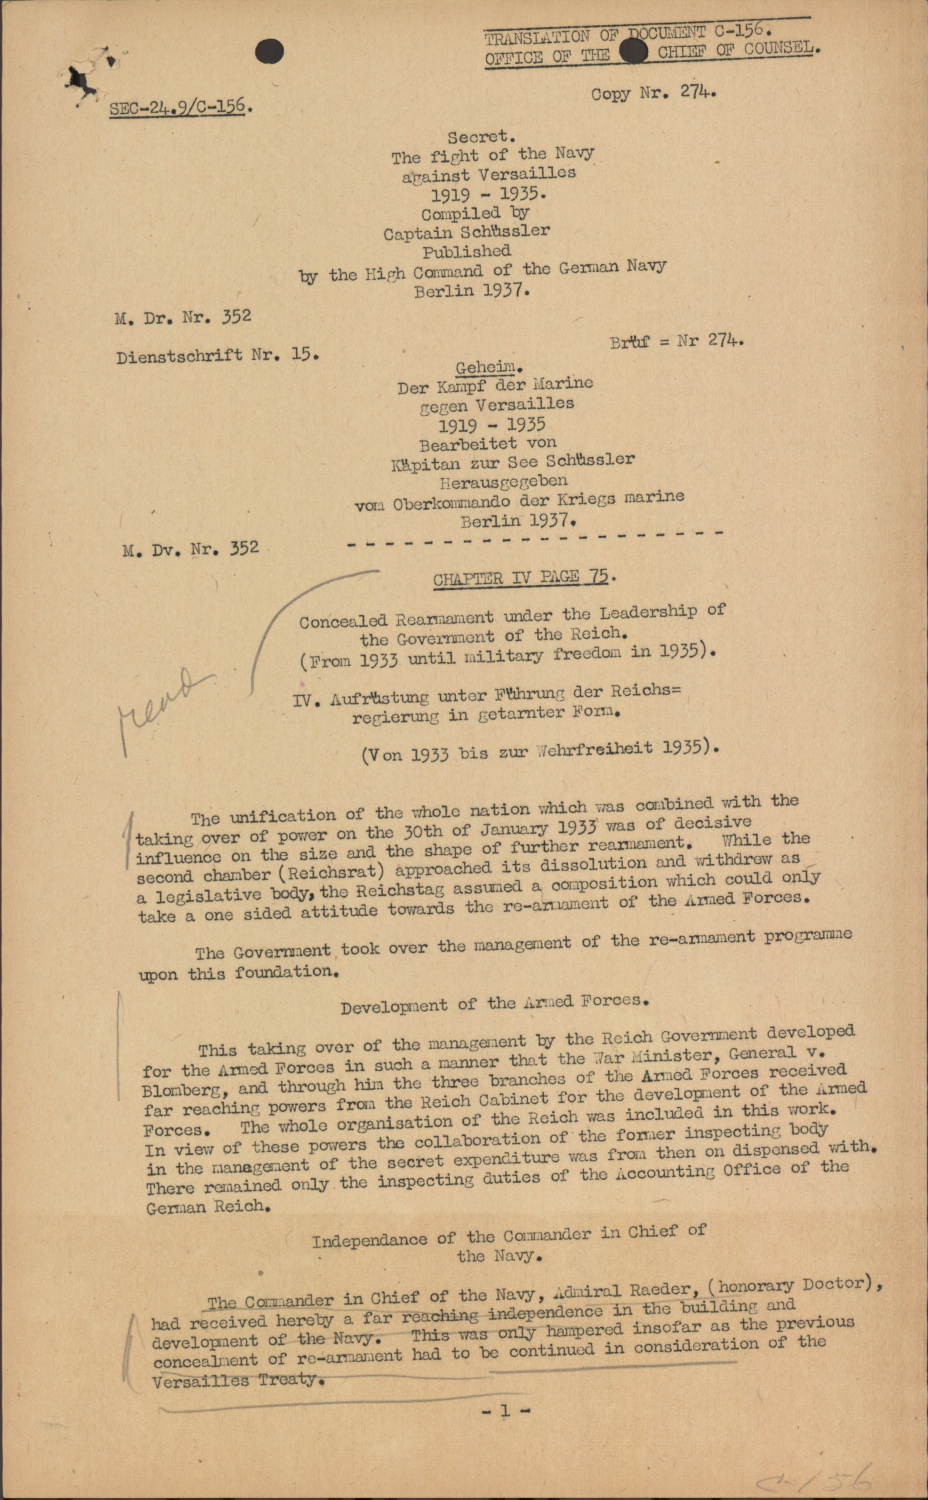 TRANSLATION OF DOCUMENT C-156.
OFFICE OF THE CHIEF OF COUNSEL.
Copy Nr. 274.
SEC-24.9/C-156.
Secret.
The fight of the Navy
against Versailles
1919 - 1935.
Compiled by
Captain Schüssler
Published
by the High Command of the German Navy
Berlin 1937.
M. Dr. Nr. 352
Brüf = Nr 274.
Dienstschrift Nr. 15.
Geheim.
Der Kampf der Marine
gegen Versailles
1919 - 1935
Bearbeitet von
Käpitan zur See Schüssler
Herausgegeben
vom Oberkommando der Kriegs marine
Berlin 1937.
M. Dv. Nr. 352
- - - - - - - - - - - - - - - - - - - -
CHAPTER IV PAGE 75.
Concealed Rearmament under the Leadership of
the Government of the Reich.
(From 1933 until military freedom in 1935).
read
IV. Aufrüstung unter Führung der Reichs=
regierung in getarnter Form.
(Von 1933 bis zur Wehrfreiheit 1935).
The unification of the whole nation which was combined with the
taking over of power on the 30th of January 1933 was of decisive
influence on the size and the shape of further rearmament. While the
second chamber (Reichsrat) approached its dissolution and withdrew as
a legislative body, the Reichstag assumed a composition which could only
take a one sided attitude towards the re-armament of the Armed Forces.
The Government took over the management of the re-armament programme
upon this foundation.
Development of the Armed Forces.
This taking over of the management by the Reich Government developed
for the Armed Forces in such a manner that the War Minister, General v.
Blomberg, and through him the three branches of the Armed Forces received
far reaching powers from the Reich Cabinet for the development of the Armed
Forces. The whole organisation of the Reich was included in this work.
In view of these powers the collaboration of the former inspecting body
in the management of the secret expenditure was from then on dispensed with.
There remained only the inspecting duties of the Accounting Office of the
German Reich.
Independance of the Commander in Chief of
the Navy.
The Commander in Chief of the Navy, Admiral Raeder, (honorary Doctor),
had received hereby a far reaching independence in the building and
development of the Navy. This was only hampered insofar as the previous
concealment of re-armament had to be continued in consideration of the
Versailles Treaty.
- 1 -
C-156